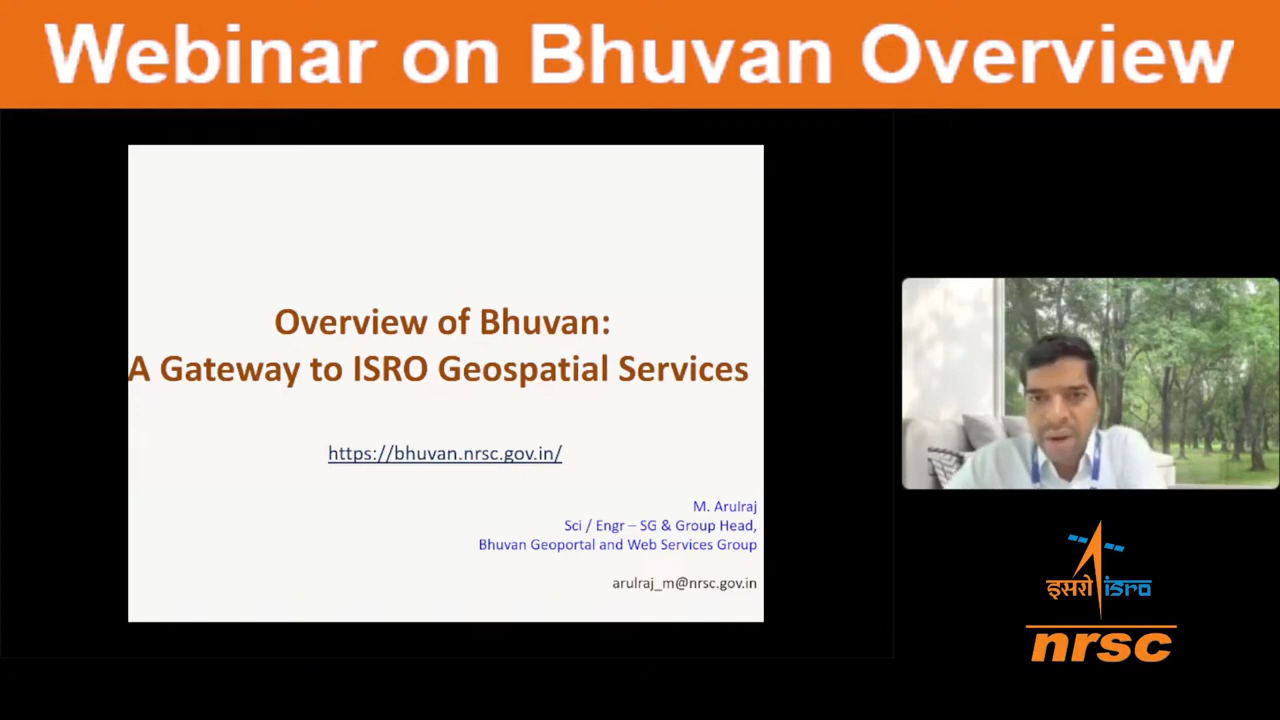 Webinar on Bhuvan Overview
Overview of Bhuvan:
A Gateway to ISRO Geospatial Services
https://bhuvan.nrsc.gov.in/
M. Arulraj
Sci / Engr – SG & Group Head,
Bhuvan Geoportal and Web Services Group
arulraj_m@nrsc.gov.in
इसरो isro
nrsc